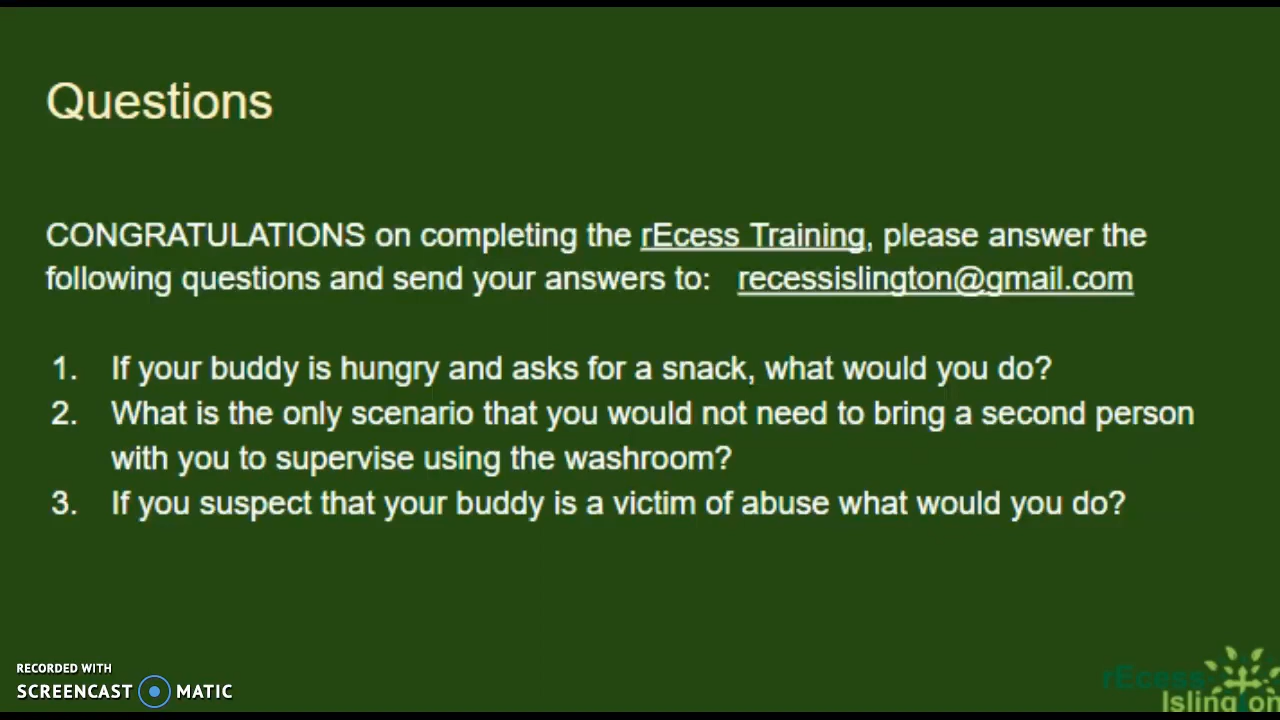 Questions
CONGRATULATIONS on completing the rEcess Training, please answer the
following questions and send your answers to: recessislington@gmail.com
1. If your buddy is hungry and asks for a snack, what would you do?
2. What is the only scenario that you would not need to bring a second person
with you to supervise using the washroom?
3. If you suspect that your buddy is a victim of abuse what would you do?
RECORDED WITH
SCREENCAST MATIC
rEcess
Islington